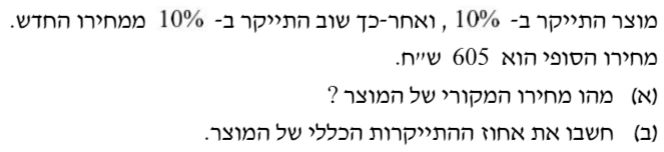 מוצר התייקר ב- 10% , ואחר-כך שוב התייקר ב- 10% ממחירו החדש.
מחירו הסופי הוא 605 ש״ח.
(א) מהו מחירו המקורי של המוצר ?
(ב) חשבו את אחוז ההתייקרות הכללי של המוצר.